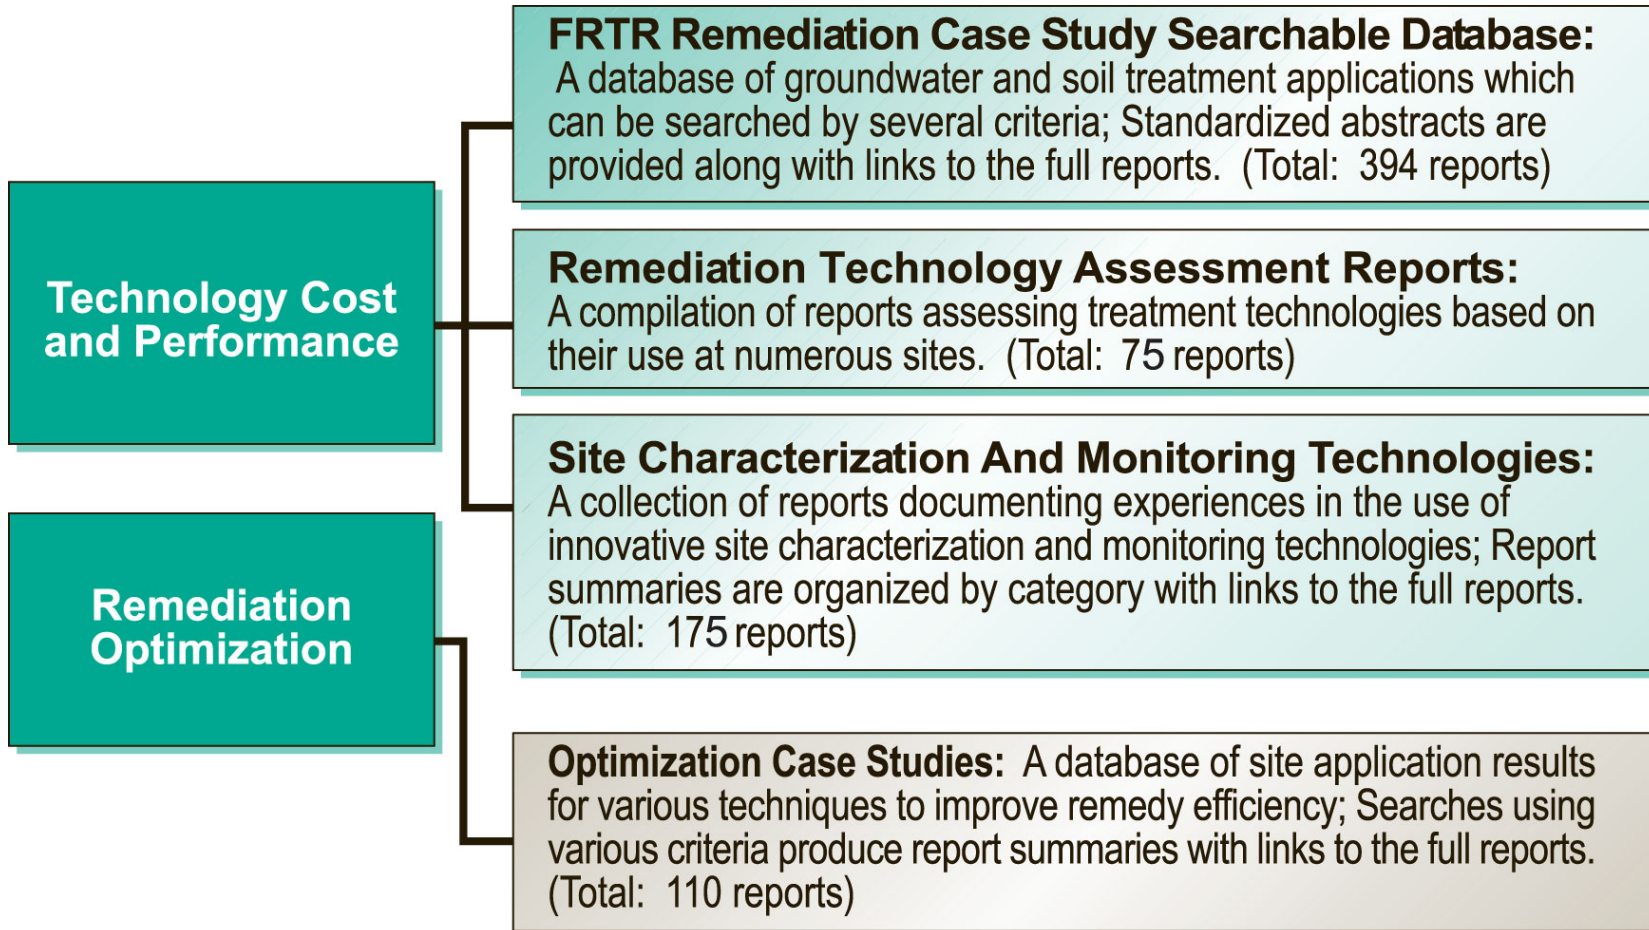 Technology Cost
and Performance
FRTR Remediation Case Study Searchable Database:
A database of groundwater and soil treatment applications which
can be searched by several criteria; Standardized abstracts are
provided along with links to the full reports. (Total: 394 reports)
Remediation Technology Assessment Reports:
A compilation of reports assessing treatment technologies based on
their use at numerous sites. (Total: 75 reports)
Site Characterization And Monitoring Technologies:
A collection of reports documenting experiences in the use of
innovative site characterization and monitoring technologies; Report
summaries are organized by category with links to the full reports.
(Total: 175 reports)
Remediation
Optimization
Optimization Case Studies: A database of site application results
for various techniques to improve remedy efficiency; Searches using
various criteria produce report summaries with links to the full reports.
(Total: 110 reports)